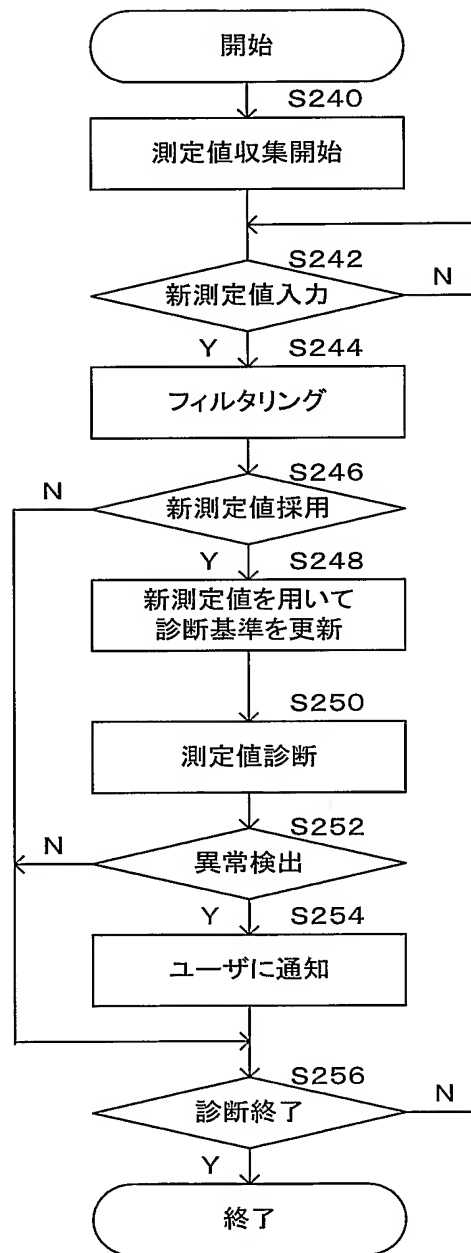 開始
S240
測定値収集開始
S242
新測定値入力
N
Y
S244
フィルタリング
S246
N
新測定値採用
Y
S248
新測定値を用いて
診断基準を更新
S250
測定値診断
S252
N
異常検出
Y
S254
ユーザに通知
S256
診断終了
N
Y
終了